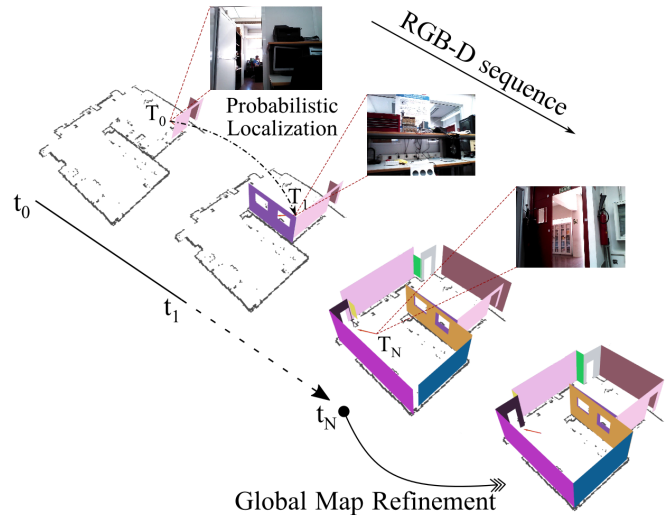 RGB-D sequence
T0
Probabilistic
Localization
T1
t0
t1
TN
tN
Global Map Refinement